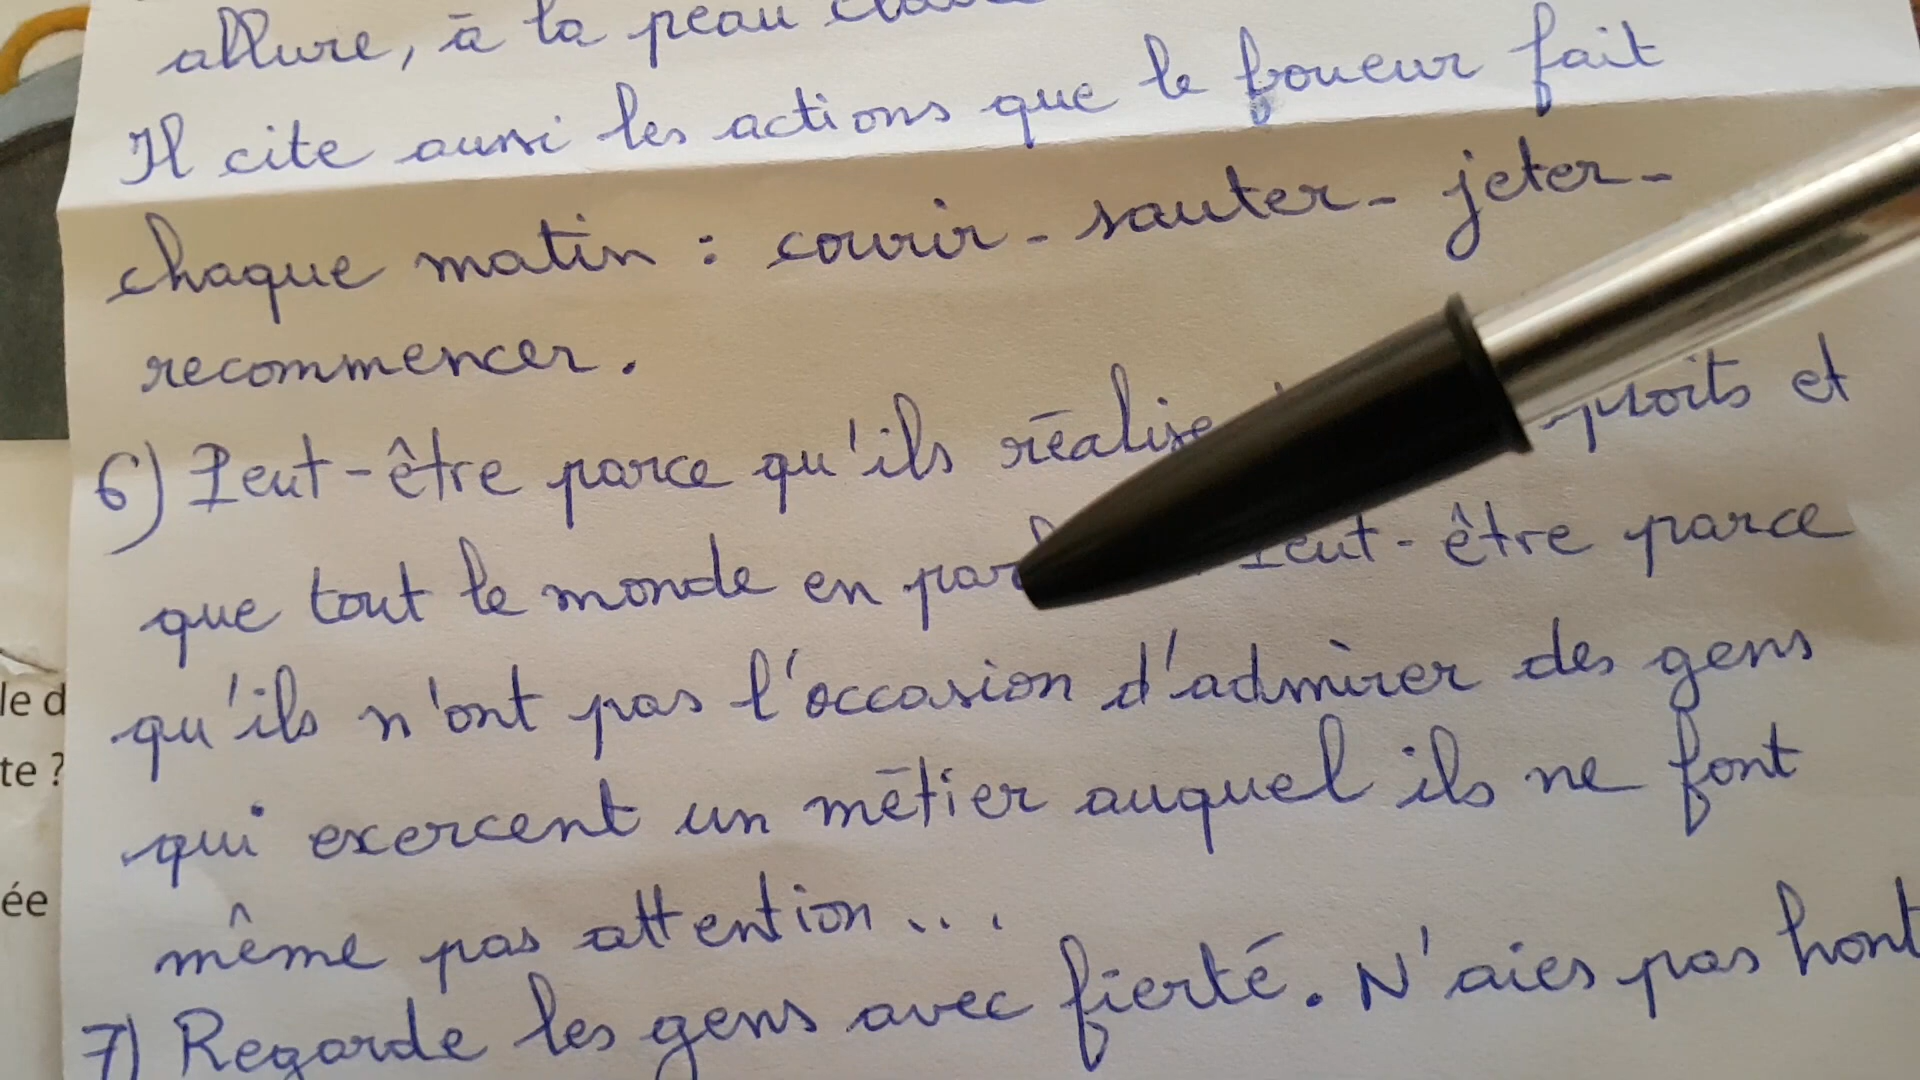 allure, à la peau
Il cite aussi les actions que le boueur fait
chaque matin : courir - sauter - jeter -
recommencer.
6) Peut-être parce qu'ils et
que tout le monde en Peut-être parce
qu'ils n'ont pas l'occasion d'admirer des gens
qui exercent un métier auquel ils ne font
même pas attention...
7) Regarde les gens avec fierté. N'aies pas
le d
te ?
ée